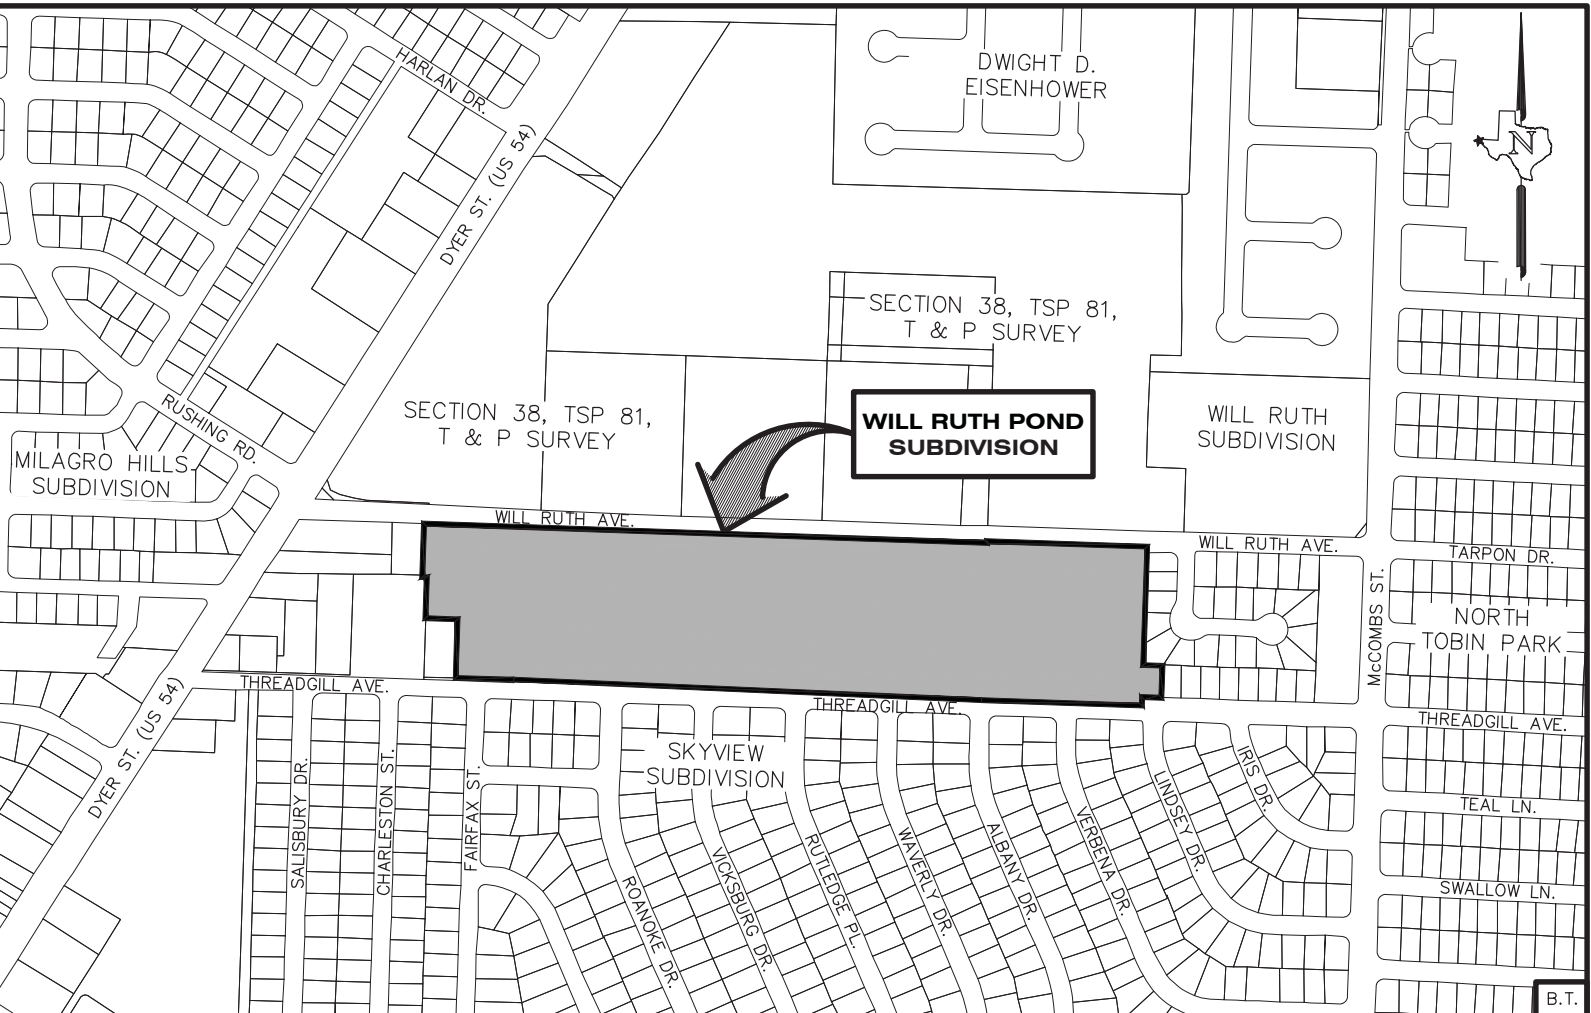 HARLAN DR.
DWIGHT D.
EISENHOWER
N
DYER ST. (US 54)
SECTION 38, TSP 81,
T & P SURVEY
SECTION 38, TSP 81,
T & P SURVEY
WILL RUTH POND
SUBDIVISION
WILL RUTH
SUBDIVISION
RUSHING RD.
MILAGRO HILLS
SUBDIVISION
WILL RUTH AVE.
WILL RUTH AVE.
TARPON DR.
McCOMBS ST.
NORTH
TOBIN PARK
THREADGILL AVE.
THREADGILL AVE.
THREADGILL AVE.
DYER ST. (US 54)
SKYVIEW
SUBDIVISION
SALISBURY DR.
CHARLESTON ST.
FAIRFAX ST.
ROANOKE DR.
VICKSBURG DR.
RUTLEDGE PL.
WAVERLY DR.
ALBANY DR.
VERBENA DR.
LINDSEY DR.
IRIS DR.
TEAL LN.
SWALLOW LN.
B.T.